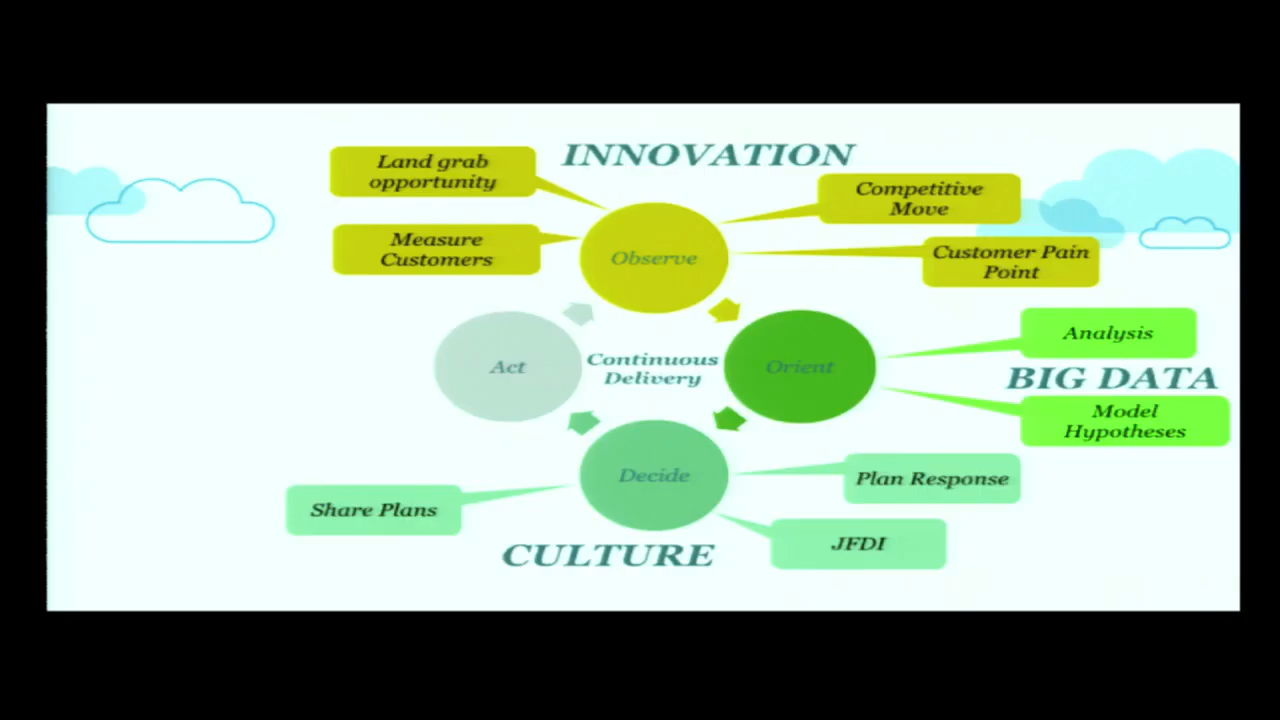 INNOVATION
Land grab
opportunity
Competitive
Move
Measure
Customers
Observe
Customer Pain
Point
Analysis
Act
Continuous
Delivery
Orient
BIG DATA
Model
Hypotheses
Decide
Plan Response
Share Plans
JFDI
CULTURE